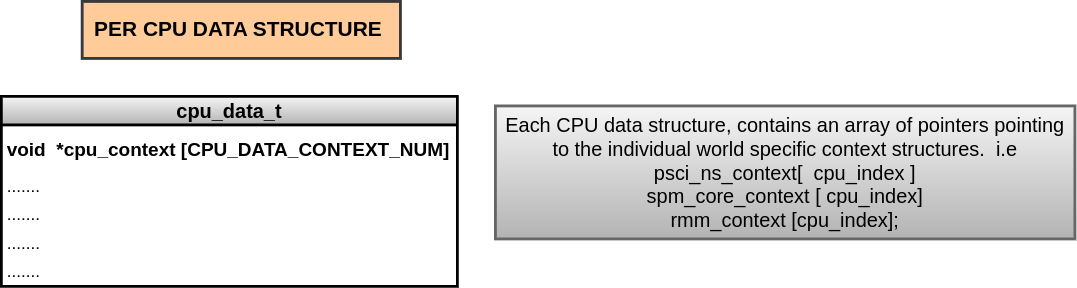 PER CPU DATA STRUCTURE
cpu_data_t
void  *cpu_context [CPU_DATA_CONTEXT_NUM]
.......
.......
.......
.......
Each CPU data structure, contains an array of pointers pointing
to the individual world specific context structures.  i.e
psci_ns_context[  cpu_index ]
spm_core_context [ cpu_index]
rmm_context [cpu_index];